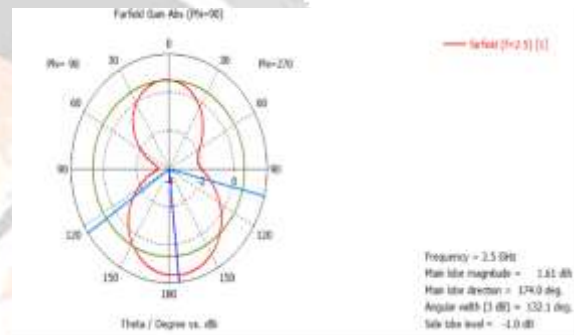 Farfield Gain Abs (Phi=90)
farfield (f=2.5) [1]
0
Phi= 90 30 30 Phi=270
60 60
90 90
120 120
150 150
180
Theta / Degree vs. dB
Frequency = 2.5 GHz
Main lobe magnitude = 1.61 dB
Main lobe direction = 174.0 deg.
Angular width (3 dB) = 132.1 deg.
Side lobe level = -1.0 dB